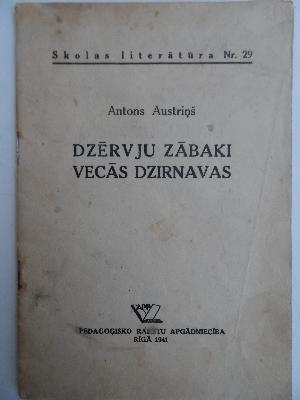 Skolas literātūra Nr. 29
Antons Austriņš
DZĒRVJU ZĀBAKI
VECĀS DZIRNAVAS
PEDAGOĢISKO RAKSTU APGĀDNIECĪBA
RĪGĀ 1941